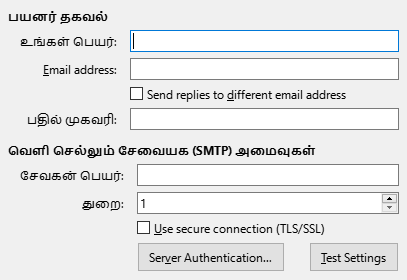 பயனர் தகவல்
உங்கள் பெயர்:
Email address:
Send replies to different email address
பதில் முகவரி:
வெளி செல்லும் சேவையக (SMTP) அமைவுகள்
சேவகன் பெயர்:
துறை: 1
Use secure connection (TLS/SSL)
Server Authentication... Test Settings